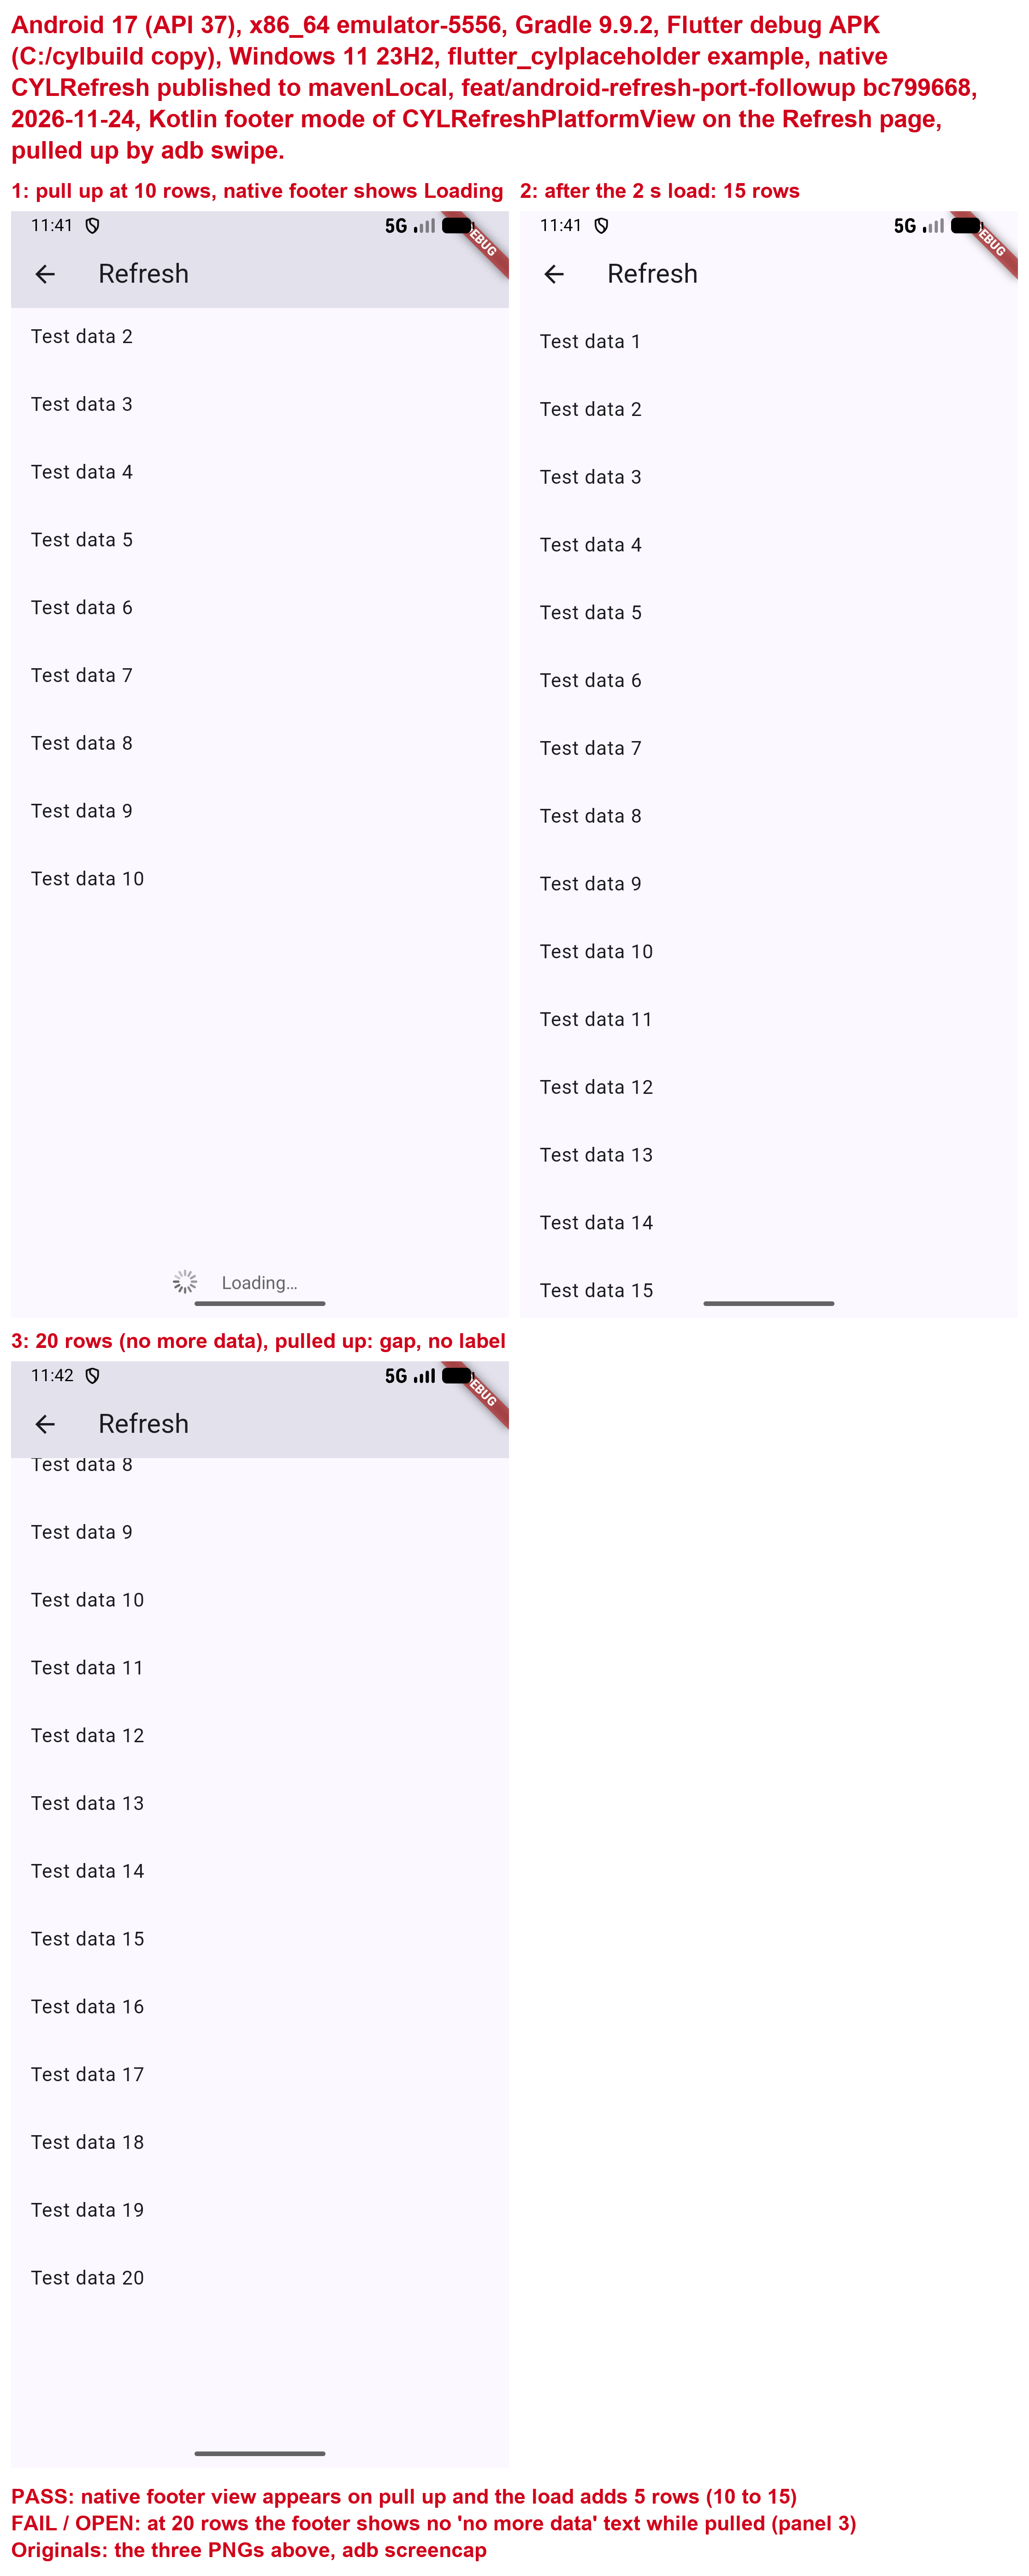 Android 17 (API 37), x86_64 emulator-5556, Gradle 9.9.2, Flutter debug APK
(C:/cylbuild copy), Windows 11 23H2, flutter_cylplaceholder example, native
CYLRefresh published to mavenLocal, feat/android-refresh-port-followup bc799668,
2026-11-24, Kotlin footer mode of CYLRefreshPlatformView on the Refresh page,
pulled up by adb swipe.
1: pull up at 10 rows, native footer shows Loading
11:41 5G
EBUG
Refresh
Test data 2
Test data 3
Test data 4
Test data 5
Test data 6
Test data 7
Test data 8
Test data 9
Test data 10
Loading...
2: after the 2 s load: 15 rows
11:41 5G
EBUG
Refresh
Test data 1
Test data 2
Test data 3
Test data 4
Test data 5
Test data 6
Test data 7
Test data 8
Test data 9
Test data 10
Test data 11
Test data 12
Test data 13
Test data 14
Test data 15
3: 20 rows (no more data), pulled up: gap, no label
11:42 5G
EBUG
Refresh
Test data 8
Test data 9
Test data 10
Test data 11
Test data 12
Test data 13
Test data 14
Test data 15
Test data 16
Test data 17
Test data 18
Test data 19
Test data 20
PASS: native footer view appears on pull up and the load adds 5 rows (10 to 15)
FAIL / OPEN: at 20 rows the footer shows no 'no more data' text while pulled (panel 3)
Originals: the three PNGs above, adb screencap